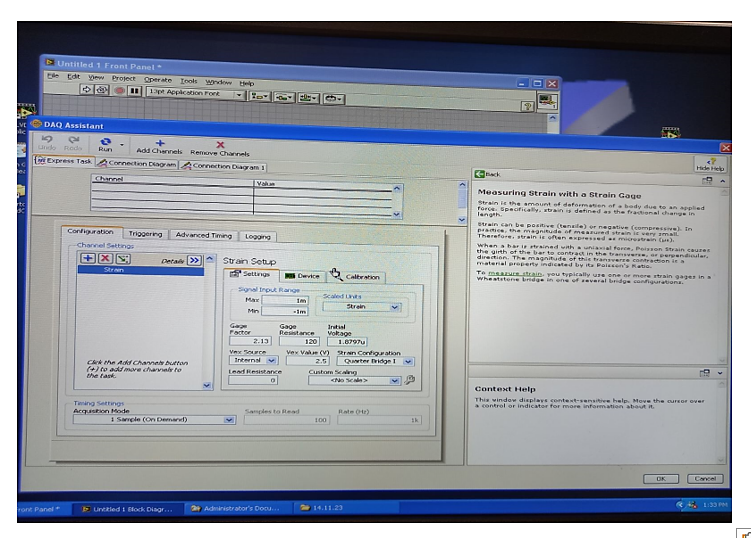 Untitled 1 Front Panel *
File Edit View Project Operate Tools Window Help
13pt Application Font
DAQ Assistant
Undo Redo Run Add Channels Remove Channels
Hide Help
Express Task Connection Diagram Connection Diagram 1
Channel Value
Configuration Triggering Advanced Timing Logging
Channel Settings
Details
Strain
Click the Add Channels button
(+) to add more channels to
the task.
Strain Setup
Settings Device Calibration
Signal Input Range
Max 1m
Min -1m
Scaled Units
Strain
Gage Factor
2.13
Gage Resistance
120
Initial Voltage
1.8797u
Vex Source
Internal
Vex Value (V)
2.5
Strain Configuration
Quarter Bridge I
Lead Resistance
0
Custom Scaling
<No Scale>
Timing Settings
Acquisition Mode
1 Sample (On Demand)
Samples to Read
100
Rate (Hz)
1k
Back
Measuring Strain with a Strain Gage
Strain is the amount of deformation of a body due to an applied
force. Specifically, strain is defined as the fractional change in
length.
Strain can be positive (tensile) or negative (compressive). In
practice, the magnitude of measured strain is very small.
Therefore, strain is often expressed as microstrain (µε).
When a bar is strained with a uniaxial force, Poisson Strain causes
the girth of the bar to contract in the transverse, or perpendicular,
direction. The magnitude of this transverse contraction is a
material property indicated by its Poisson's Ratio.
To measure strain, you typically use one or more strain gages in a
Wheatstone bridge in one of several bridge configurations.
Context Help
This window displays context-sensitive help. Move the cursor over
a control or indicator for more information about it.
OK Cancel
ront Panel * Untitled 1 Block Diagr... Administrator's Docu... 14.11.23 1:33 PM